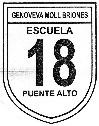 GENOVEVA MOLL BRIONES
ESCUELA
18
PUENTE ALTO